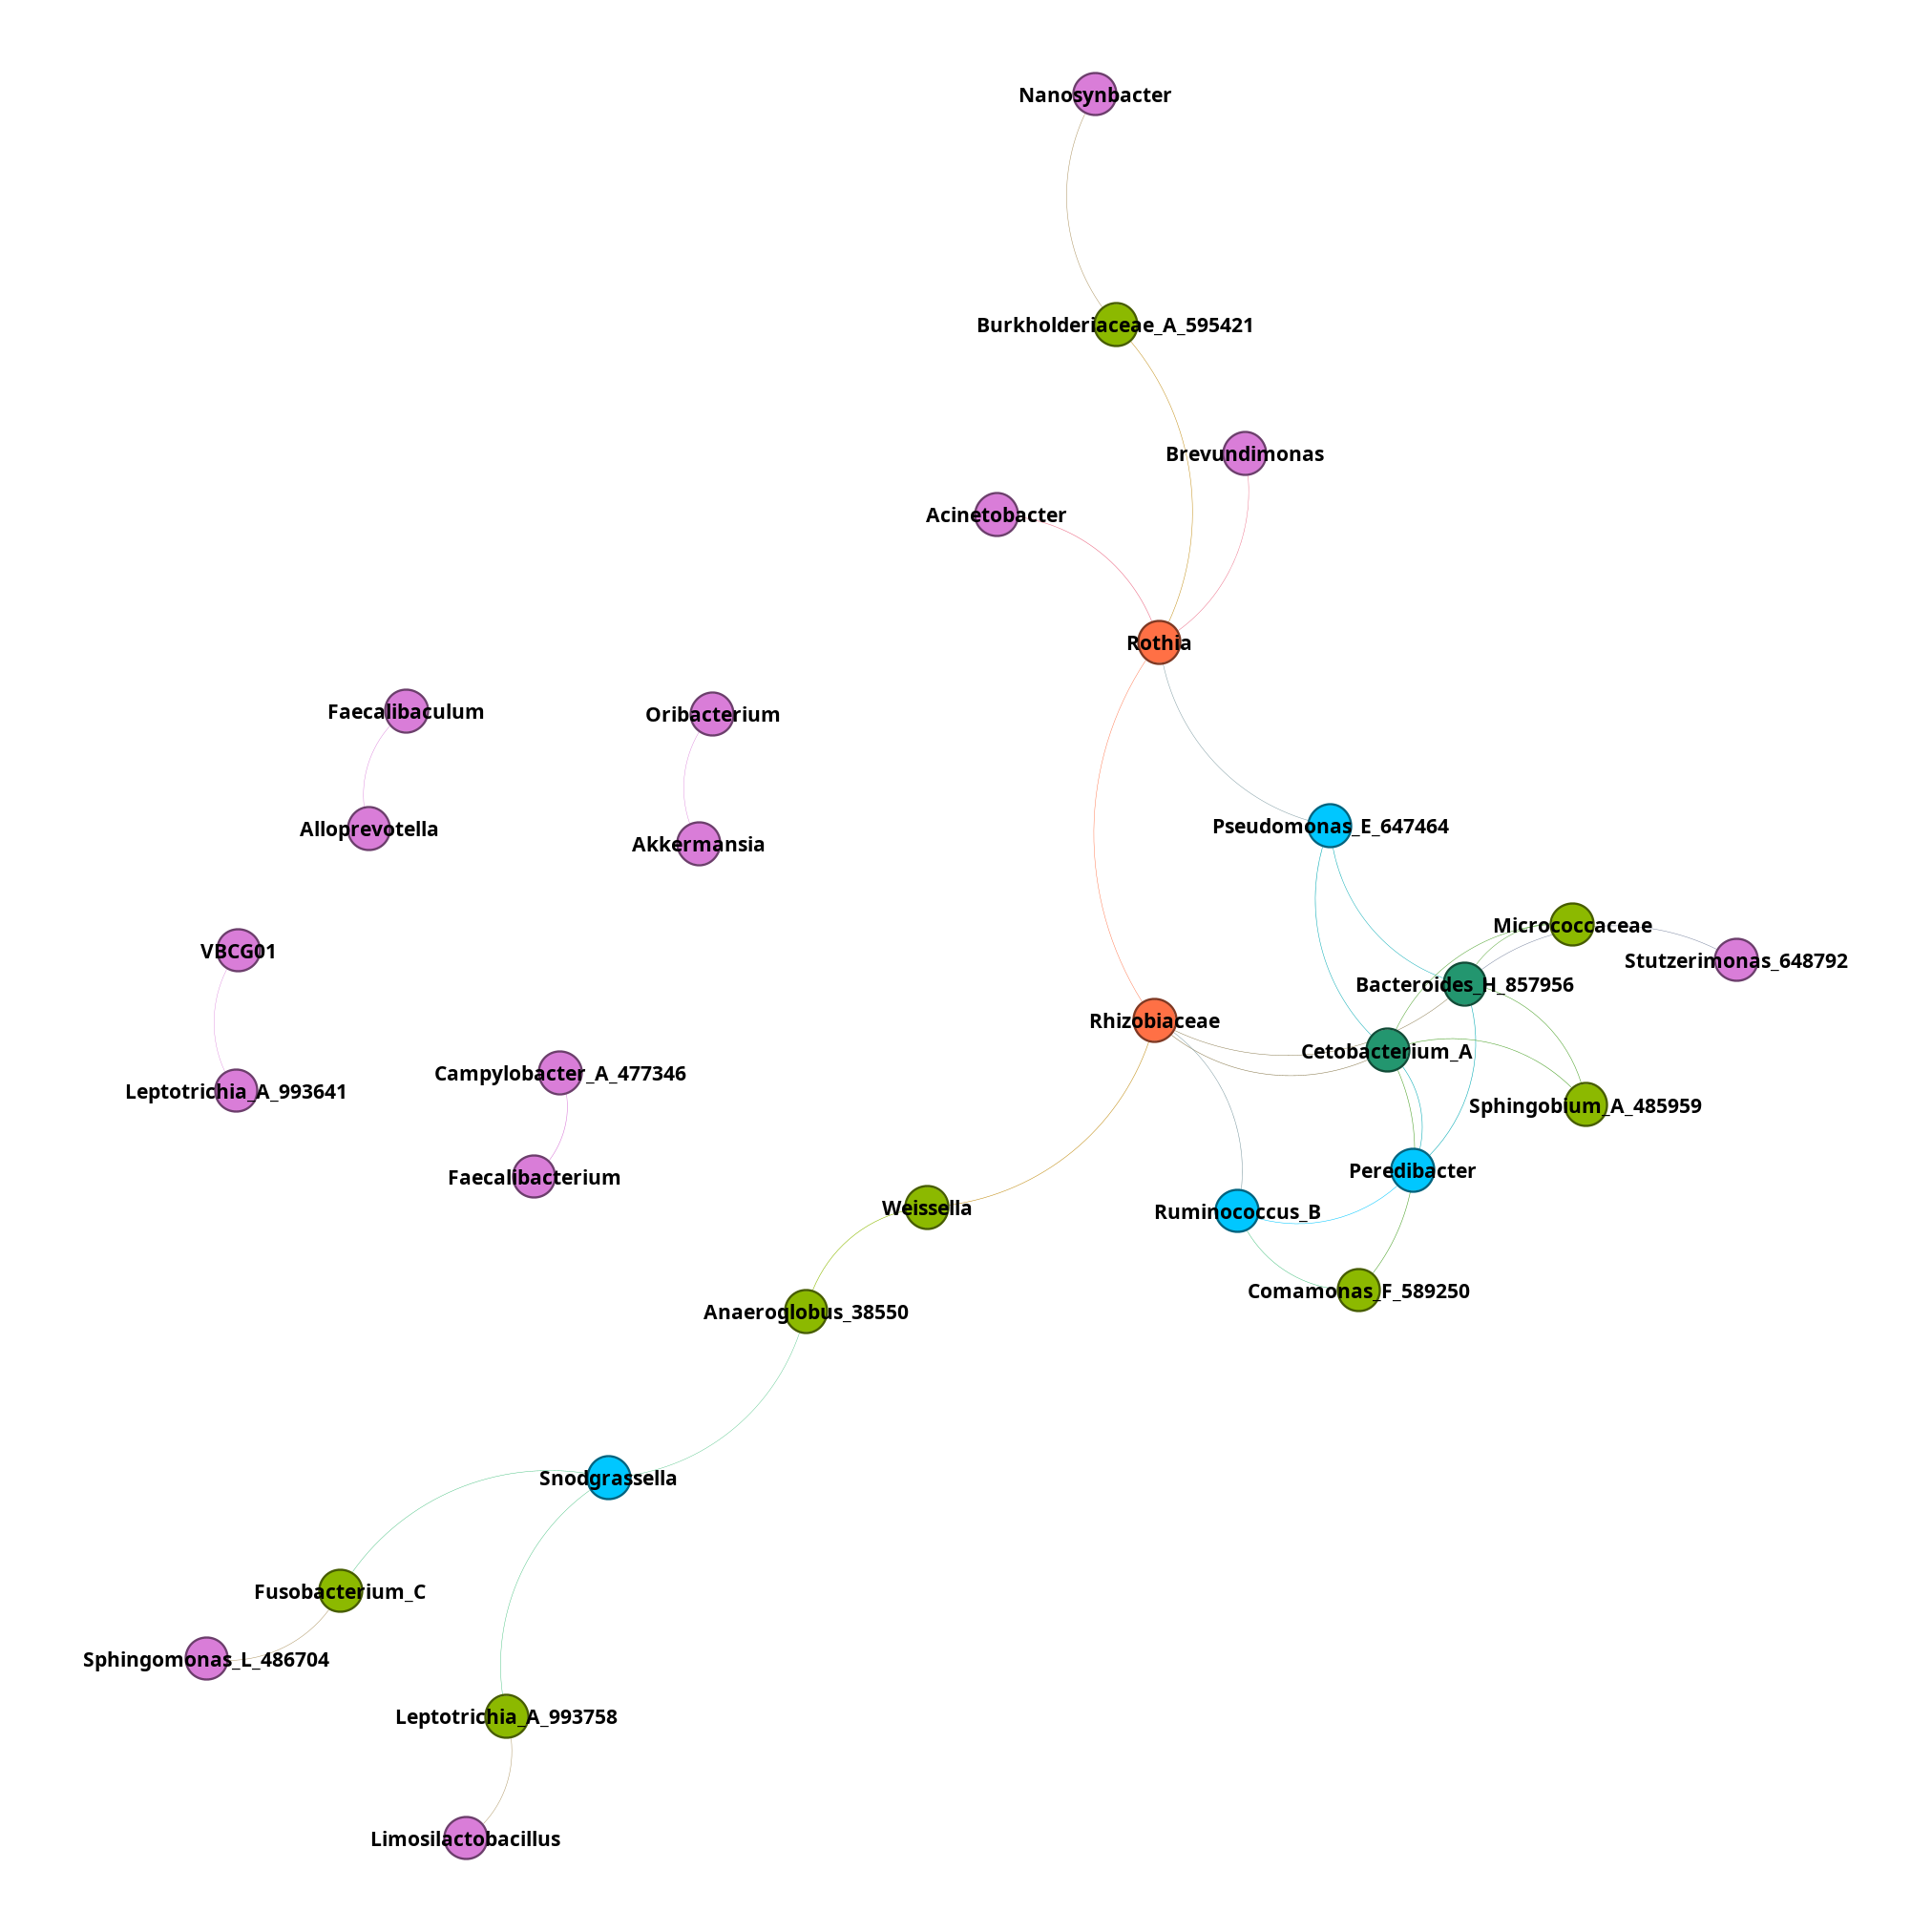 Nanosynbacter
Burkholderiaceae_A_595421
Brevundimonas
Acinetobacter
Rothia
Faecalibaculum
Oribacterium
Pseudomonas_E_647464
Alloprevotella
Akkermansia
Micrococcaceae
VBCG01
Stutzerimonas_648792
Bacteroides_H_857956
Rhizobiaceae
Cetobacterium_A
Campylobacter_A_477346
Leptotrichia_A_993641
Sphingobium_A_485959
Peredibacter
Faecalibacterium
Weissella
Ruminococcus_B
Comamonas_F_589250
Anaeroglobus_38550
Snodgrassella
Fusobacterium_C
Sphingomonas_L_486704
Leptotrichia_A_993758
Limosilactobacillus